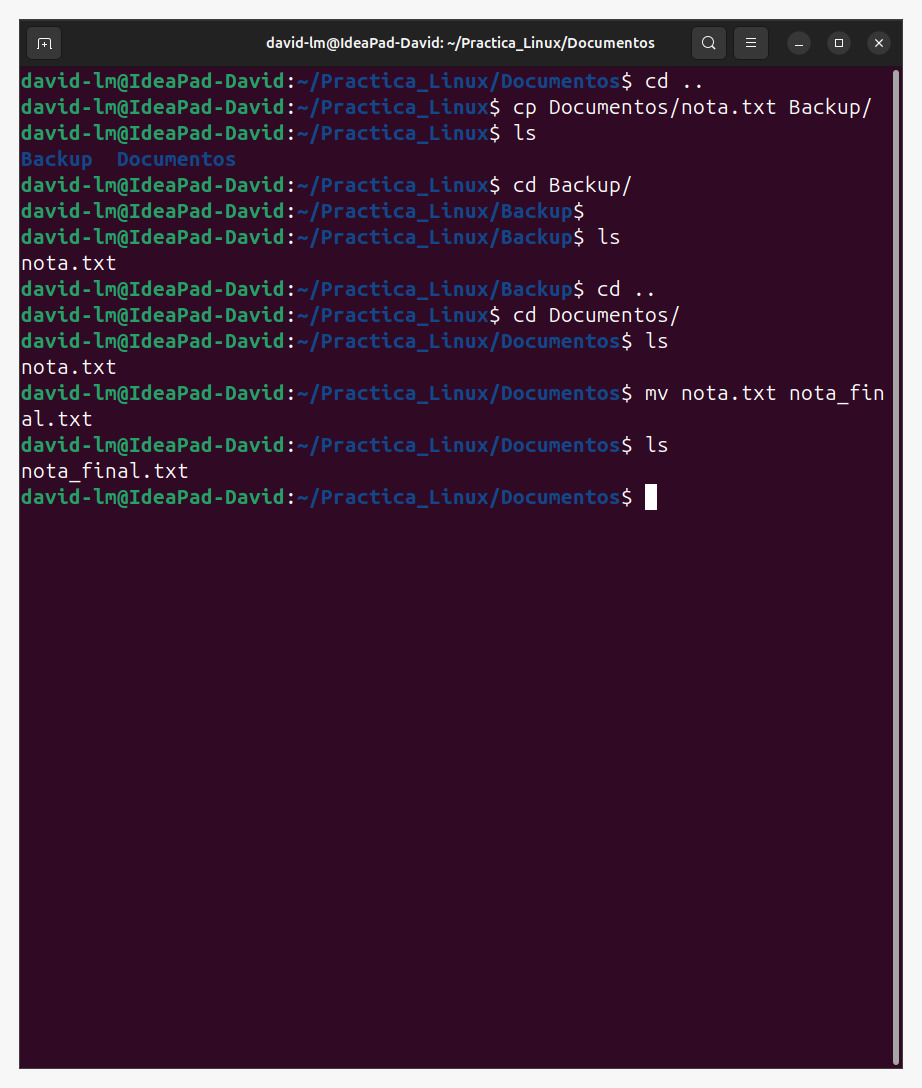 david-lm@IdeaPad-David: ~/Practica_Linux/Documentos
david-lm@IdeaPad-David:~/Practica_Linux/Documentos$ cd ..
david-lm@IdeaPad-David:~/Practica_Linux$ cp Documentos/nota.txt Backup/
david-lm@IdeaPad-David:~/Practica_Linux$ ls
Backup  Documentos
david-lm@IdeaPad-David:~/Practica_Linux$ cd Backup/
david-lm@IdeaPad-David:~/Practica_Linux/Backup$
david-lm@IdeaPad-David:~/Practica_Linux/Backup$ ls
nota.txt
david-lm@IdeaPad-David:~/Practica_Linux/Backup$ cd ..
david-lm@IdeaPad-David:~/Practica_Linux$ cd Documentos/
david-lm@IdeaPad-David:~/Practica_Linux/Documentos$ ls
nota.txt
david-lm@IdeaPad-David:~/Practica_Linux/Documentos$ mv nota.txt nota_fin
al.txt
david-lm@IdeaPad-David:~/Practica_Linux/Documentos$ ls
nota_final.txt
david-lm@IdeaPad-David:~/Practica_Linux/Documentos$